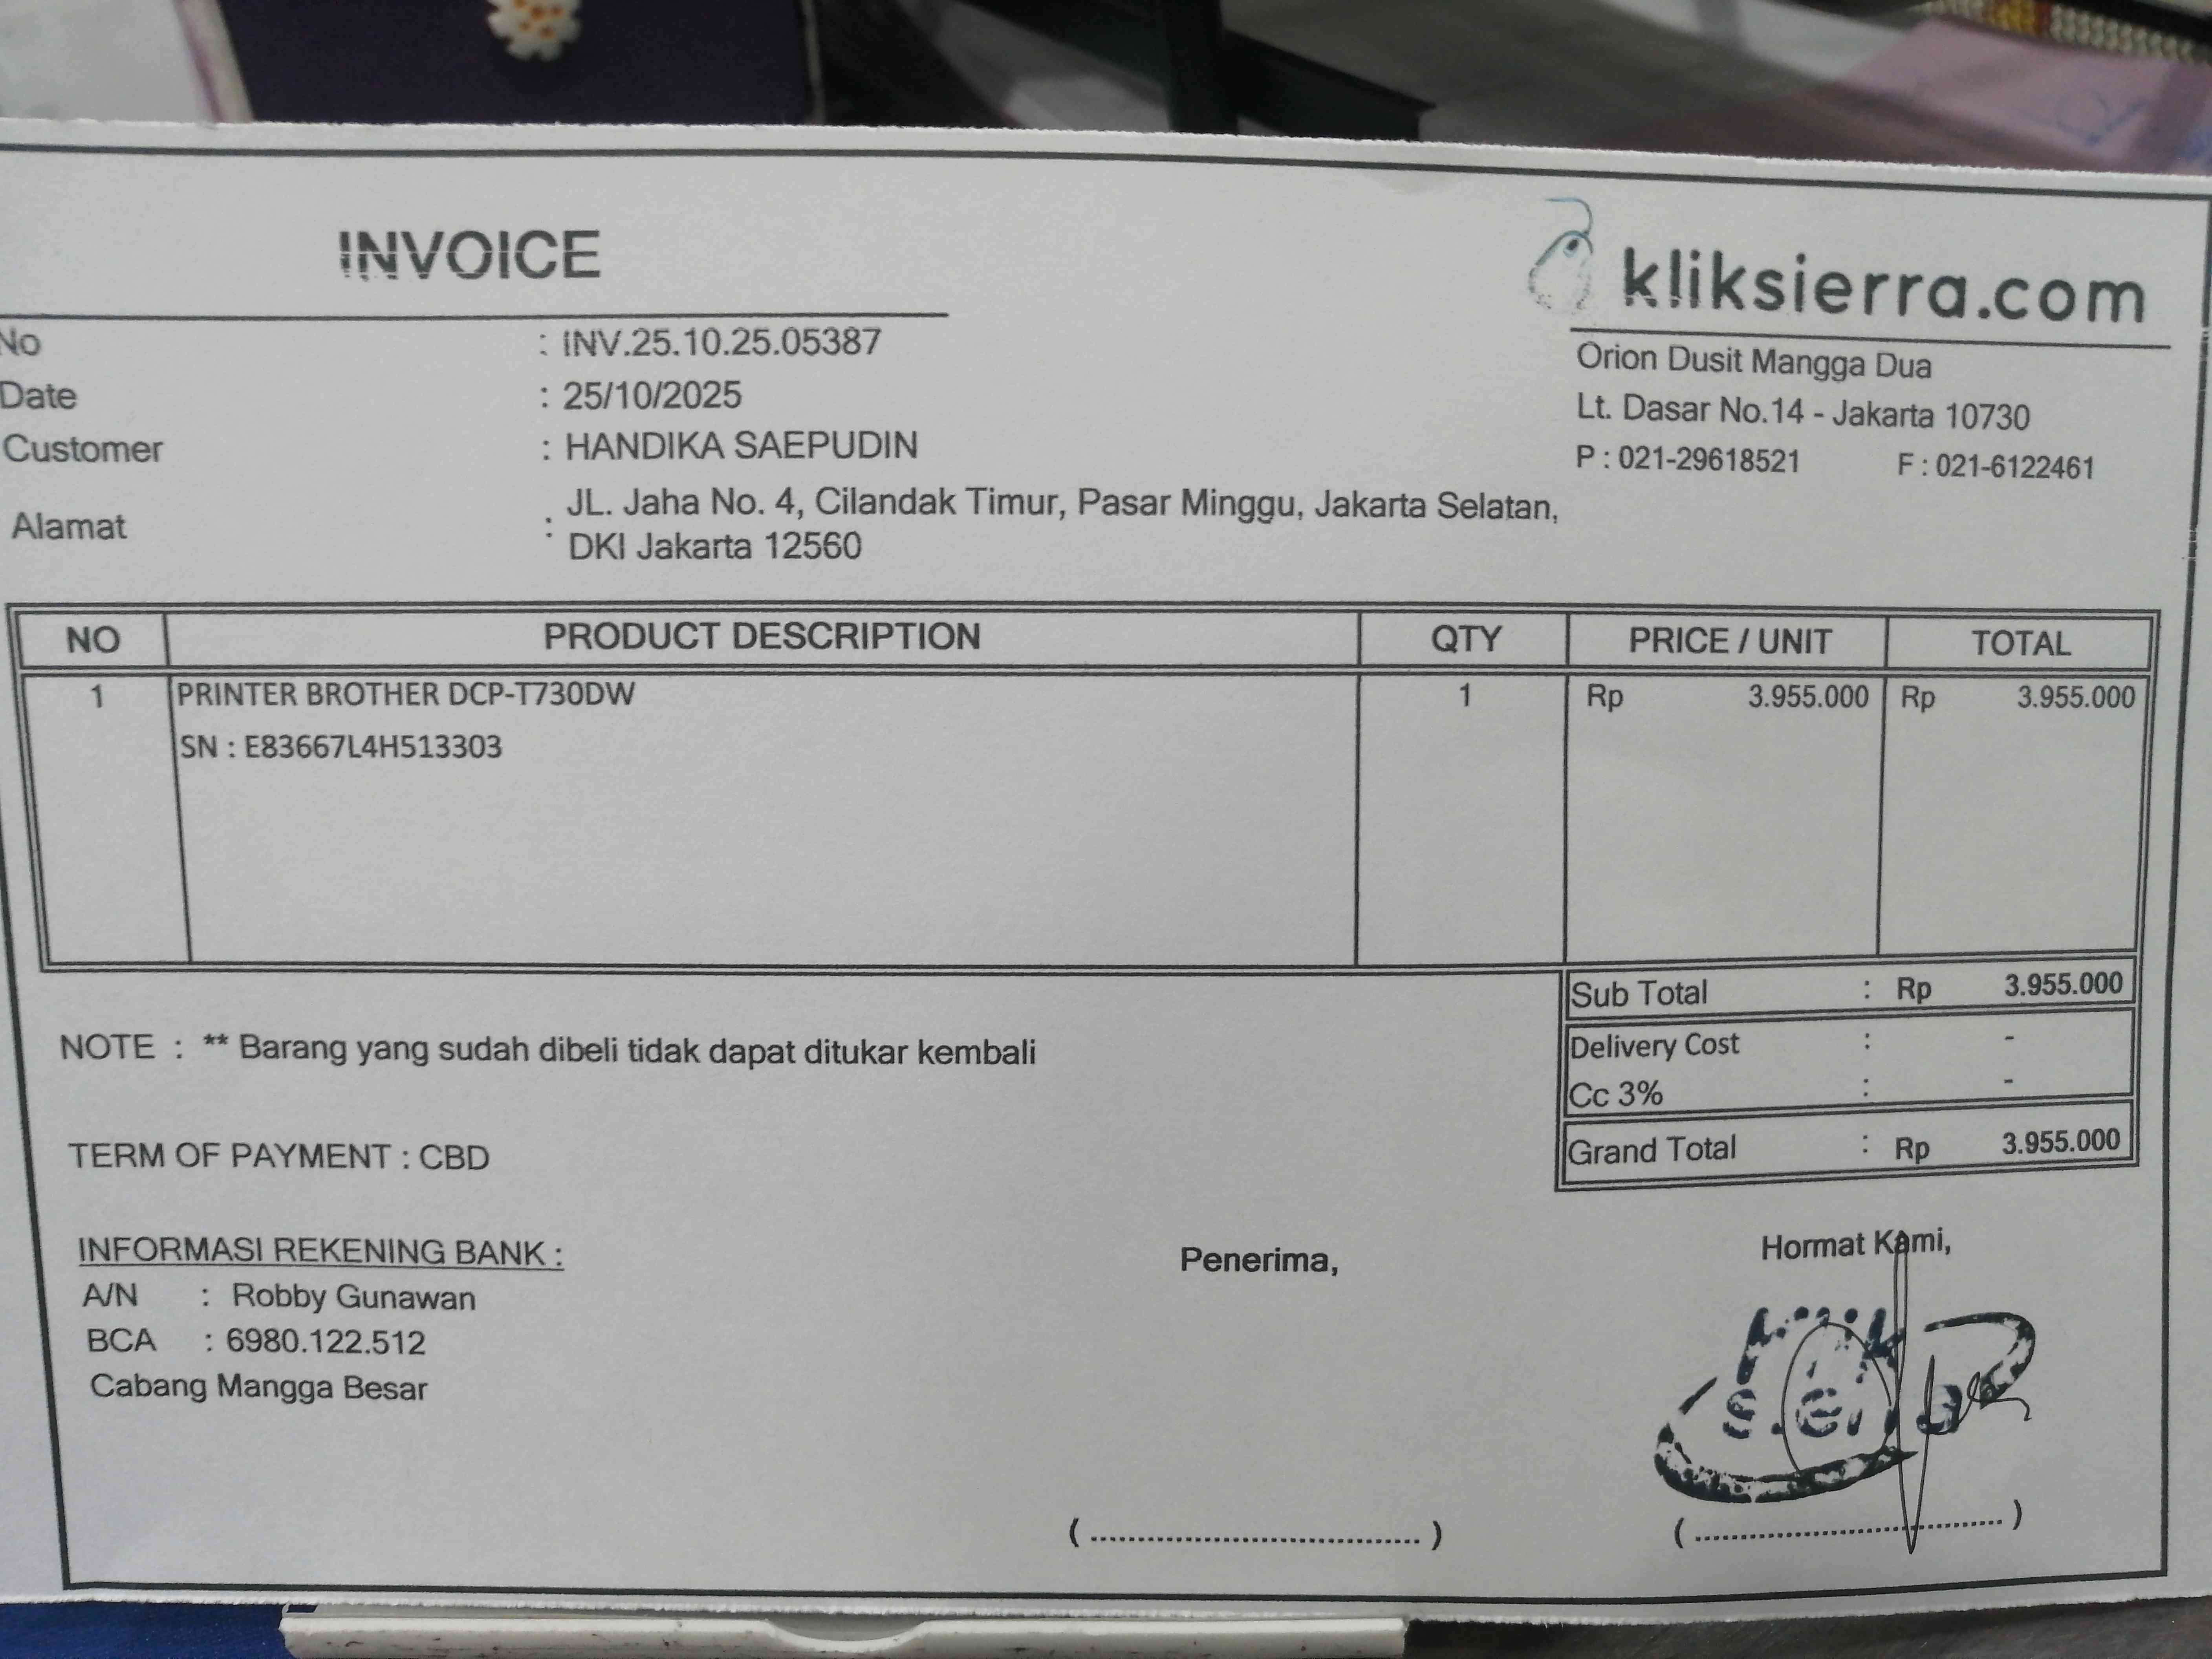 INVOICE
kliksierra.com
Orion Dusit Mangga Dua
Lt. Dasar No.14 - Jakarta 10730
P : 021-29618521 F : 021-6122461
No : INV.25.10.25.05387
Date : 25/10/2025
Customer : HANDIKA SAEPUDIN
Alamat : JL. Jaha No. 4, Cilandak Timur, Pasar Minggu, Jakarta Selatan,
DKI Jakarta 12560
NO PRODUCT DESCRIPTION QTY PRICE / UNIT TOTAL
1 PRINTER BROTHER DCP-T730DW 1 Rp 3.955.000 Rp 3.955.000
SN : E83667L4H513303
Sub Total : Rp 3.955.000
Delivery Cost : -
Cc 3% : -
Grand Total : Rp 3.955.000
NOTE : ** Barang yang sudah dibeli tidak dapat ditukar kembali
TERM OF PAYMENT : CBD
INFORMASI REKENING BANK :
A/N : Robby Gunawan
BCA : 6980.122.512
Cabang Mangga Besar
Penerima,
Hormat Kami,
( ........................................ )
( ........................................ )